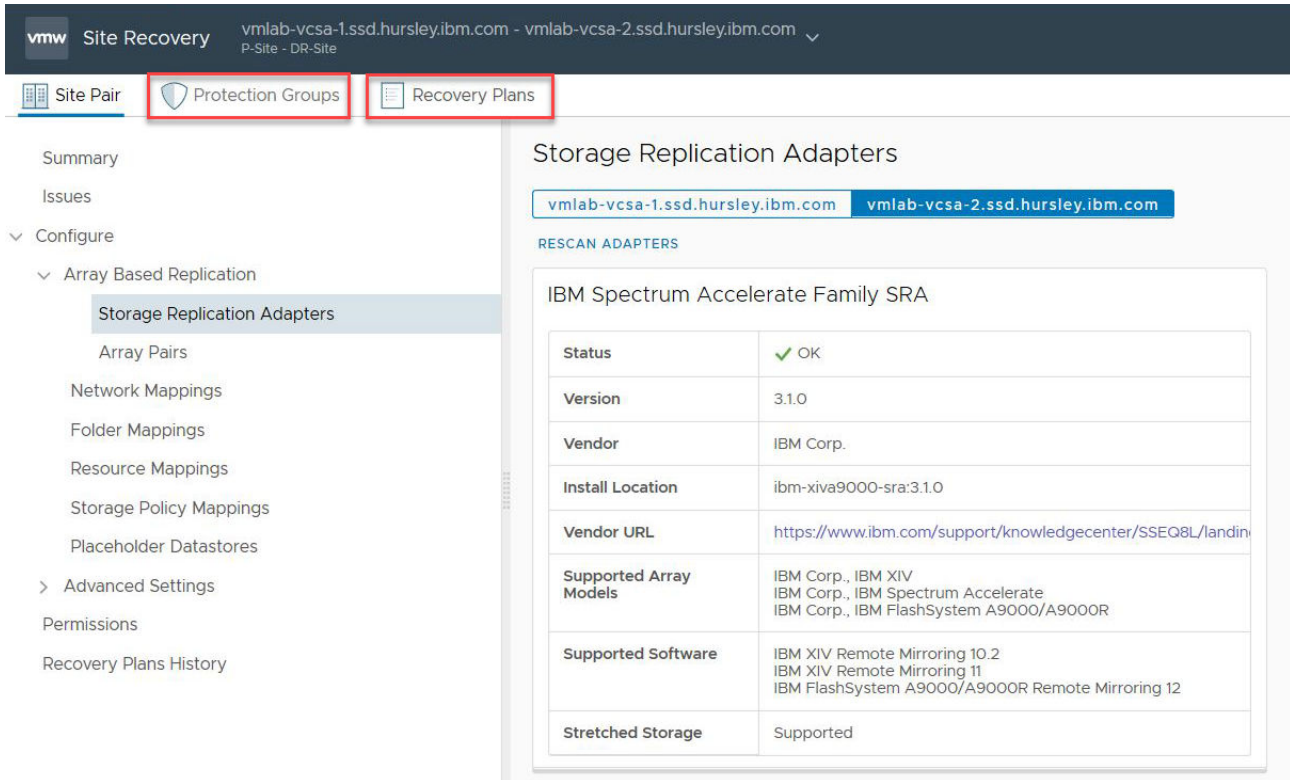 vmw Site Recovery vmlab-vcsa-1.ssd.hursley.ibm.com - vmlab-vcsa-2.ssd.hursley.ibm.com
P-Site - DR-Site
Site Pair Protection Groups Recovery Plans
Summary
Issues
Configure
Array Based Replication
Storage Replication Adapters
Array Pairs
Network Mappings
Folder Mappings
Resource Mappings
Storage Policy Mappings
Placeholder Datastores
Advanced Settings
Permissions
Recovery Plans History
Storage Replication Adapters
vmlab-vcsa-1.ssd.hursley.ibm.com vmlab-vcsa-2.ssd.hursley.ibm.com
RESCAN ADAPTERS
IBM Spectrum Accelerate Family SRA
Status OK
Version 3.1.0
Vendor IBM Corp.
Install Location ibm-xiva9000-sra:3.1.0
Vendor URL https://www.ibm.com/support/knowledgecenter/SSEQ8L/landin
Supported Array Models
IBM Corp., IBM XIV
IBM Corp., IBM Spectrum Accelerate
IBM Corp., IBM FlashSystem A9000/A9000R
Supported Software IBM XIV Remote Mirroring 10.2
IBM XIV Remote Mirroring 11
IBM FlashSystem A9000/A9000R Remote Mirroring 12
Stretched Storage Supported